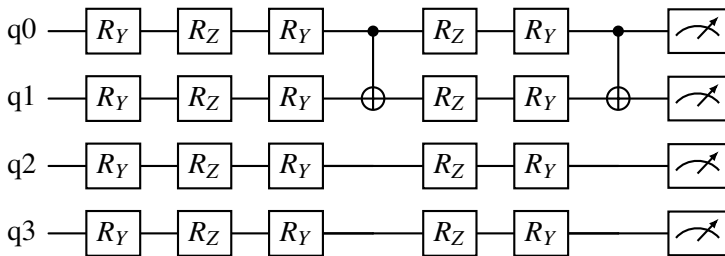 q0 R_Y R_Z R_Y R_Z R_Y
q1 R_Y R_Z R_Y R_Z R_Y
q2 R_Y R_Z R_Y R_Z R_Y
q3 R_Y R_Z R_Y R_Z R_Y